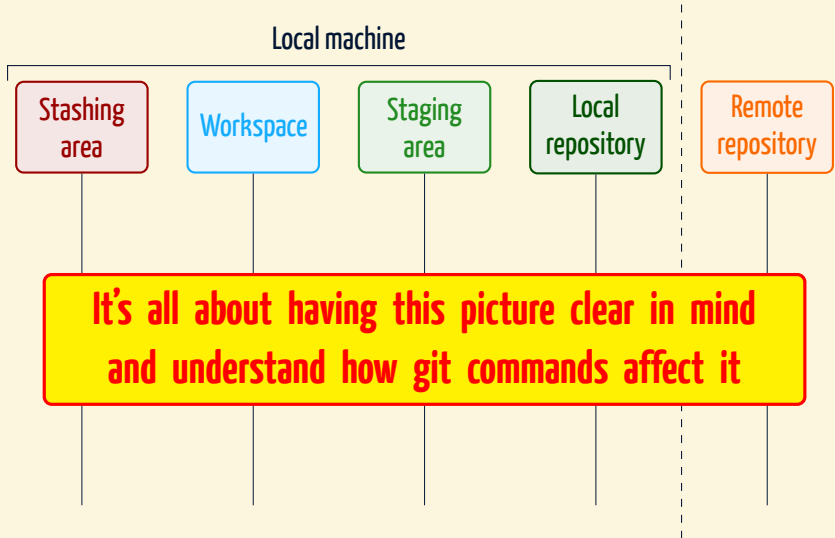 Local machine
Stashing
area
Workspace
Staging
area
Local
repository
Remote
repository
It's all about having this picture clear in mind
and understand how git commands affect it